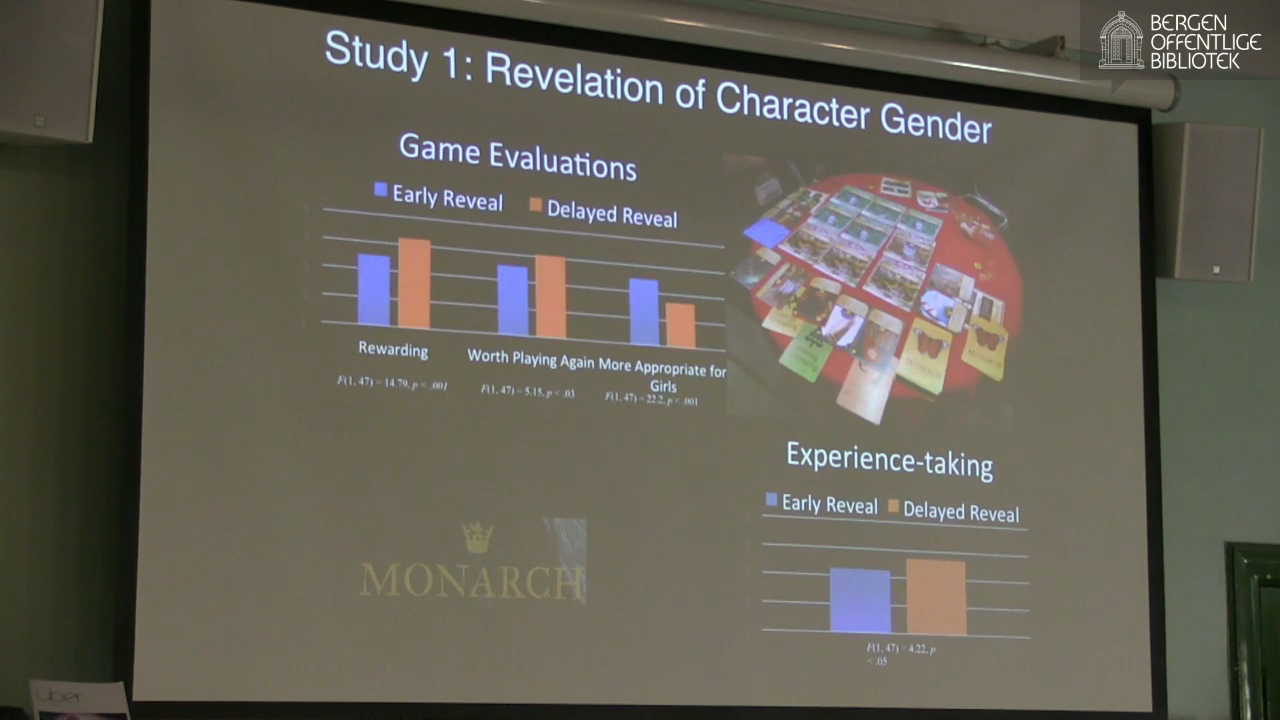 BERGEN
OFFENTLIGE
BIBLIOTEK
Study 1: Revelation of Character Gender
Game Evaluations
Early Reveal Delayed Reveal
Rewarding
Worth Playing Again
More Appropriate for
Girls
F(1, 47) = 14.79, p < .001
F(1, 47) = 5.15, p < .03
F(1, 47) = 22.2, p < .001
Experience-taking
Early Reveal Delayed Reveal
F(1, 47) = 4.22, p
< .05
MONARCH
uber